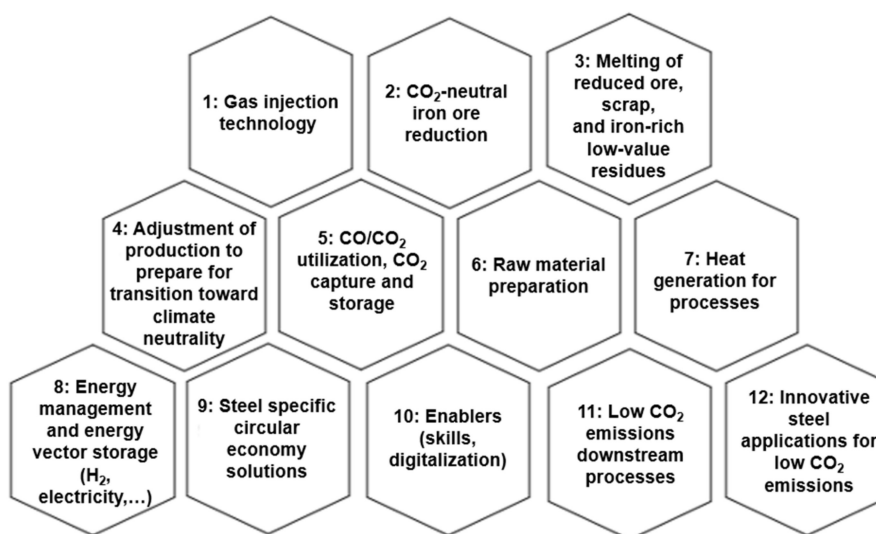 1: Gas injection
technology
2: CO₂-neutral
iron ore
reduction
3: Melting of
reduced ore,
scrap,
and iron-rich
low-value
residues
4: Adjustment of
production to
prepare for
transition toward
climate
neutrality
5: CO/CO₂
utilization, CO₂
capture and
storage
6: Raw material
preparation
7: Heat
generation for
processes
8: Energy
management
and energy
vector storage
(H₂,
electricity,…)
9: Steel specific
circular
economy
solutions
10: Enablers
(skills,
digitalization)
11: Low CO₂
emissions
downstream
processes
12: Innovative
steel
applications for
low CO₂
emissions